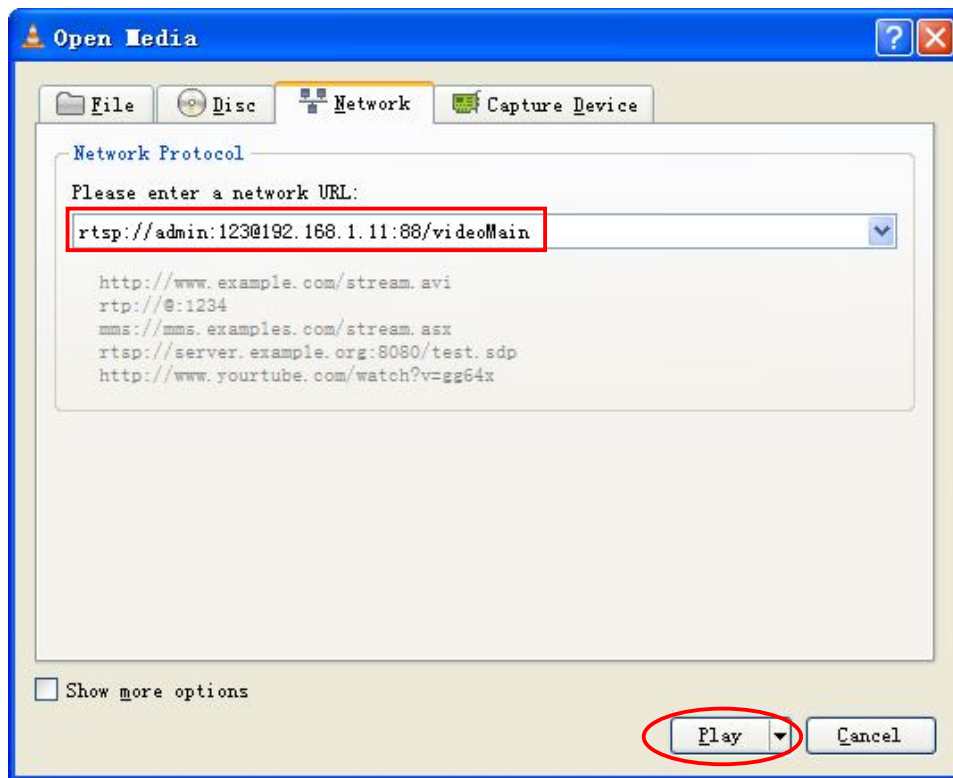 Open Media
File Disc Network Capture Device
Network Protocol
Please enter a network URL:
rtsp://admin:123@192.168.1.11:88/videoMain
http://www.example.com/stream.avi
rtp://@:1234
mms://mms.examples.com/stream.asx
rtsp://server.example.org:8080/test.sdp
http://www.yourtube.com/watch?v=gg64x
Show more options
Play Cancel